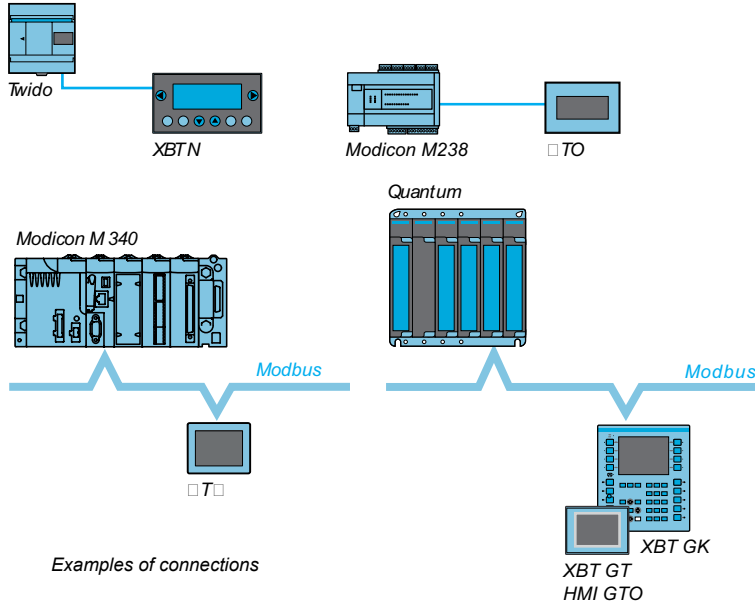 Twido
XBT N
Modicon M238
□TO
Quantum
Modicon M 340
Modbus
Modbus
□T□
XBT GK
Examples of connections
XBT GT
HMI GTO